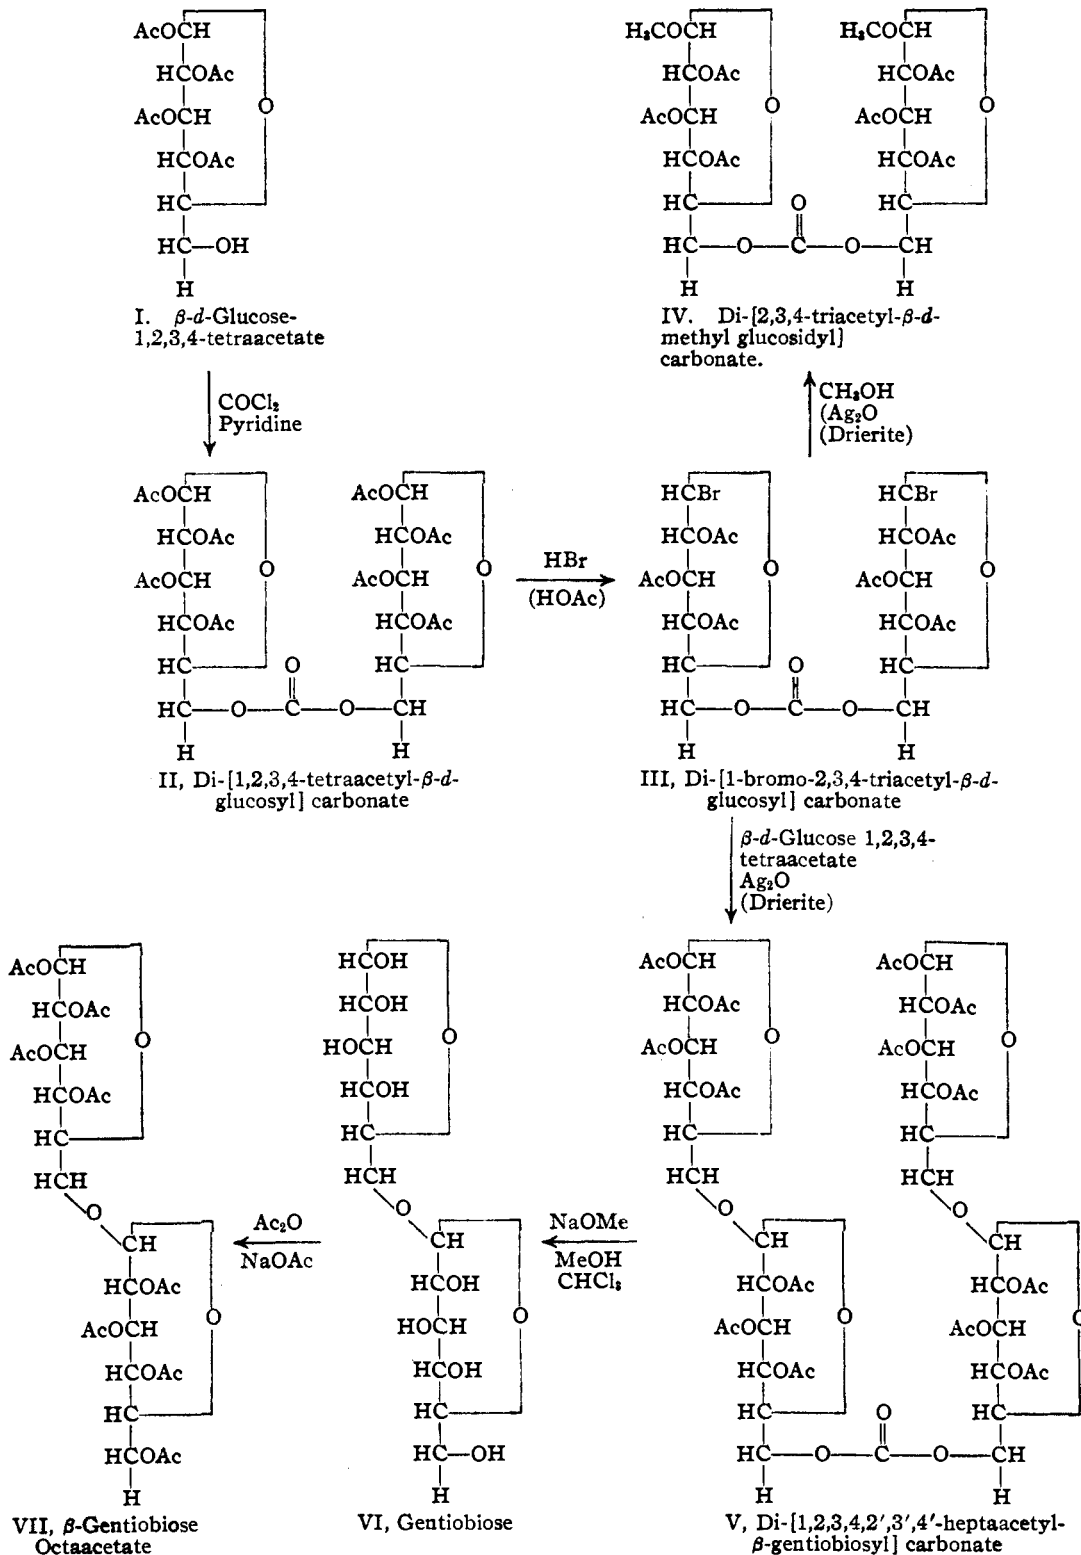 AcOCH
HCOAc
AcOCH
HCOAc
HC
HC—OH
H
O
I. β-d-Glucose-
1,2,3,4-tetraacetate
H₃COCH
HCOAc
AcOCH
HCOAc
HC
HC—O—C—O—CH
H
O
O
H₃COCH
HCOAc
AcOCH
HCOAc
HC
H
O
IV. Di-[2,3,4-triacetyl-β-d-
methyl glucosidyl]
carbonate.
COCl₂
Pyridine
CH₃OH
(Ag₂O
(Drierite)
AcOCH
HCOAc
AcOCH
HCOAc
HC
HC—O—C—O—CH
H
O
O
AcOCH
HCOAc
AcOCH
HCOAc
HC
H
O
II, Di-[1,2,3,4-tetraacetyl-β-d-
glucosyl] carbonate
HBr
(HOAc)
HCBr
HCOAc
AcOCH
HCOAc
HC
HC—O—C—O—CH
H
O
O
HCBr
HCOAc
AcOCH
HCOAc
HC
H
O
III, Di-[1-bromo-2,3,4-triacetyl-β-d-
glucosyl] carbonate
β-d-Glucose 1,2,3,4-
tetraacetate
Ag₂O
(Drierite)
AcOCH
HCOAc
AcOCH
HCOAc
HC
HCH
O
O
CH
HCOAc
AcOCH
HCOAc
HC
HCOAc
H
O
VII, β-Gentiobiose
Octaacetate
Ac₂O
NaOAc
HCOH
HCOH
HOCH
HCOH
HC
HCH
O
O
CH
HCOH
HOCH
HCOH
HC
HC—OH
H
O
VI, Gentiobiose
NaOMe
MeOH
CHCl₃
AcOCH
HCOAc
AcOCH
HCOAc
HC
HCH
O
O
CH
HCOAc
AcOCH
HCOAc
HC
HC—O—C—O—CH
H
O
O
AcOCH
HCOAc
AcOCH
HCOAc
HC
HCH
O
O
CH
HCOAc
AcOCH
HCOAc
HC
H
O
V, Di-[1,2,3,4,2′,3′,4′-heptaacetyl-
β-gentiobiosyl] carbonate